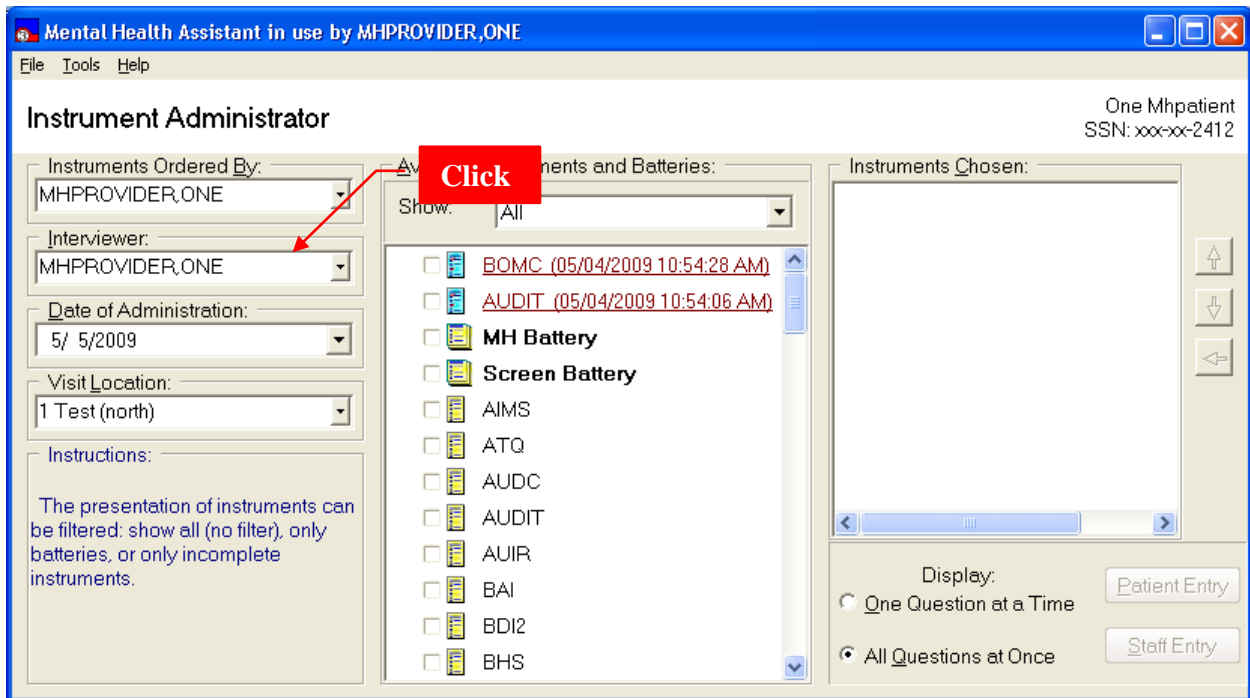 Mental Health Assistant in use by MHPROVIDER,ONE
File Tools Help
Instrument Administrator
One Mhpatient
SSN: xxx-xx-2412
Instruments Ordered By:
MHPROVIDER,ONE
Interviewer:
MHPROVIDER,ONE
Date of Administration:
5/ 5/2009
Visit Location:
1 Test (north)
Instructions:
The presentation of instruments can
be filtered: show all (no filter), only
batteries, or only incomplete
instruments.
Click
and Batteries:
Show:
All
BOMC (05/04/2009 10:54:28 AM)
AUDIT (05/04/2009 10:54:06 AM)
MH Battery
Screen Battery
AIMS
ATQ
AUDC
AUDIT
AUIR
BAI
BDI2
BHS
Instruments Chosen:
Display:
One Question at a Time
All Questions at Once
Patient Entry
Staff Entry